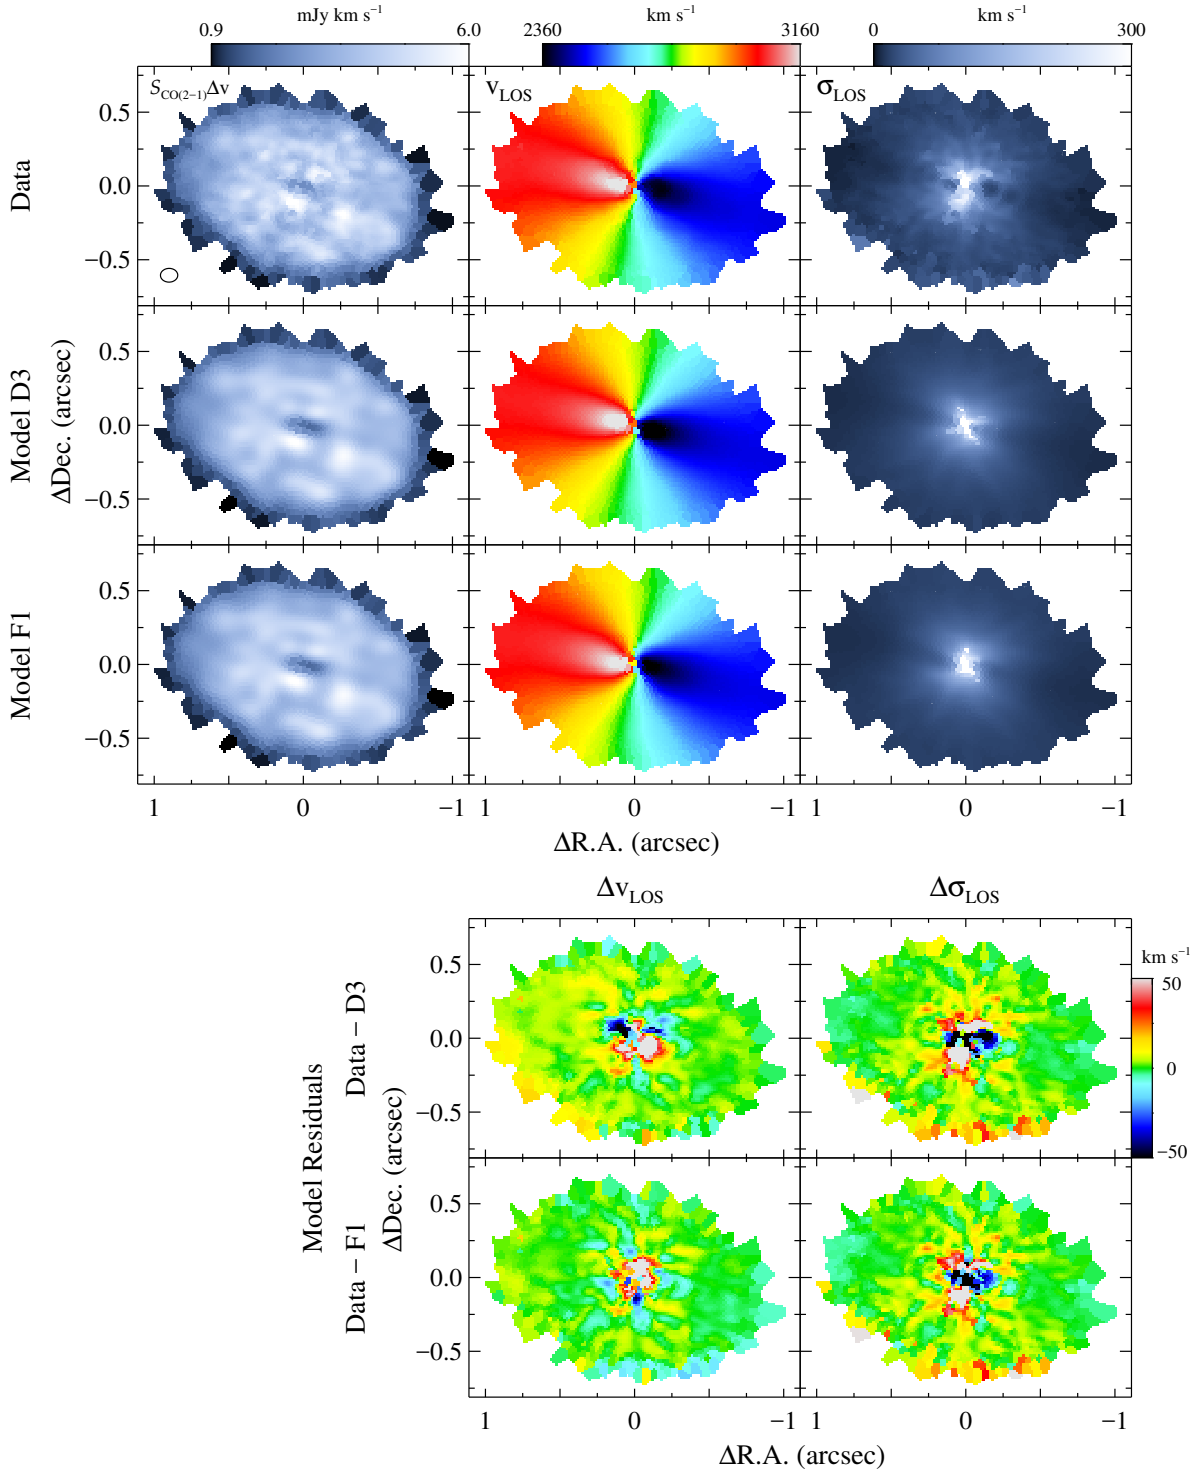 mJy km s⁻¹
km s⁻¹
km s⁻¹
0.9
6.0
2360
3160
0
300
S_CO(2−1)Δv
v_LOS
σ_LOS
0.5
0.0
−0.5
Data
0.5
0.0
−0.5
Model D3
ΔDec. (arcsec)
0.5
0.0
−0.5
Model F1
1
0
−1
1
0
−1
1
0
−1
ΔR.A. (arcsec)
Δv_LOS
Δσ_LOS
km s⁻¹
50
0
−50
0.5
0.0
−0.5
Data − D3
Model Residuals
ΔDec. (arcsec)
0.5
0.0
−0.5
Data − F1
1
0
−1
1
0
−1
ΔR.A. (arcsec)